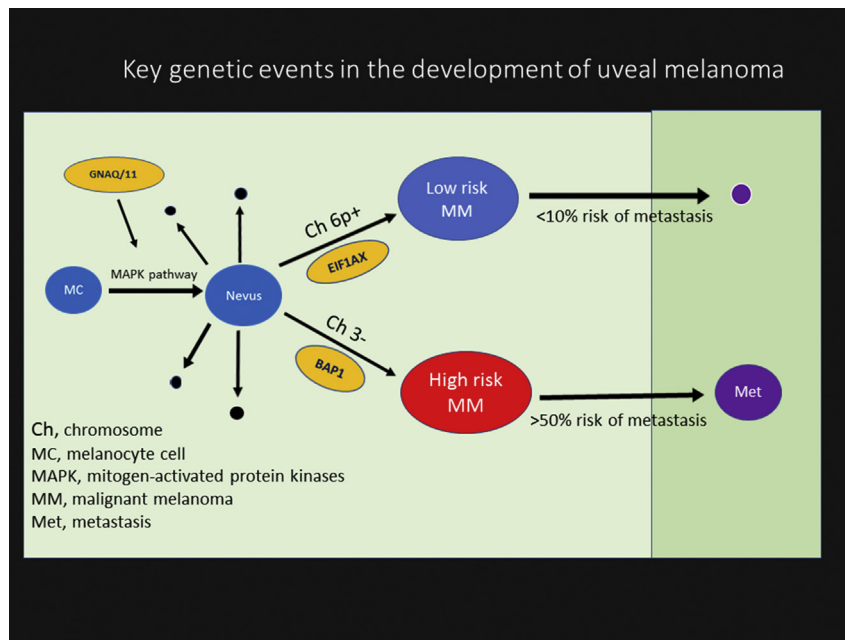 Key genetic events in the development of uveal melanoma
GNAQ/11
MC
MAPK pathway
Nevus
Ch 6p+
EIF1AX
Low risk
MM
<10% risk of metastasis
Ch 3-
BAP1
High risk
MM
>50% risk of metastasis
Met
Ch, chromosome
MC, melanocyte cell
MAPK, mitogen-activated protein kinases
MM, malignant melanoma
Met, metastasis